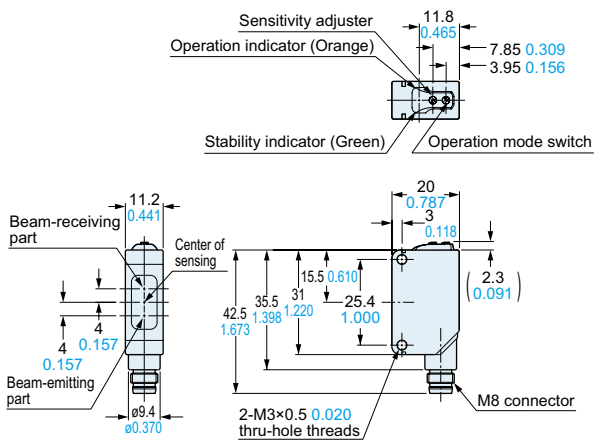 Sensitivity adjuster
Operation indicator (Orange)
11.8
0.465
7.85 0.309
3.95 0.156
Stability indicator (Green)
Operation mode switch
11.2
0.441
Beam-receiving
part
Center of
sensing
4
0.157
4
0.157
Beam-emitting
part
ø9.4
ø0.370
20
0.787
3
0.118
2.3
0.091
15.5 0.610
25.4
1.000
31
1.220
35.5
1.398
42.5
1.673
2-M3×0.5 0.020
thru-hole threads
M8 connector